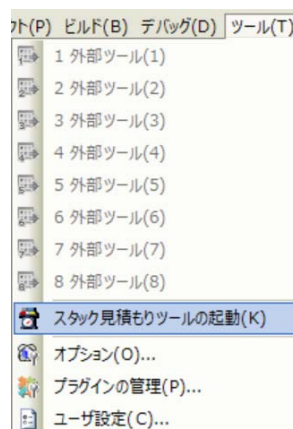 クト(P) ビルド(B) デバッグ(D) ツール(T)
1 外部ツール(1)
2 外部ツール(2)
3 外部ツール(3)
4 外部ツール(4)
5 外部ツール(5)
6 外部ツール(6)
7 外部ツール(7)
8 外部ツール(8)
スタック見積もりツールの起動(K)
オプション(O)...
プラグインの管理(P)...
ユーザ設定(C)...